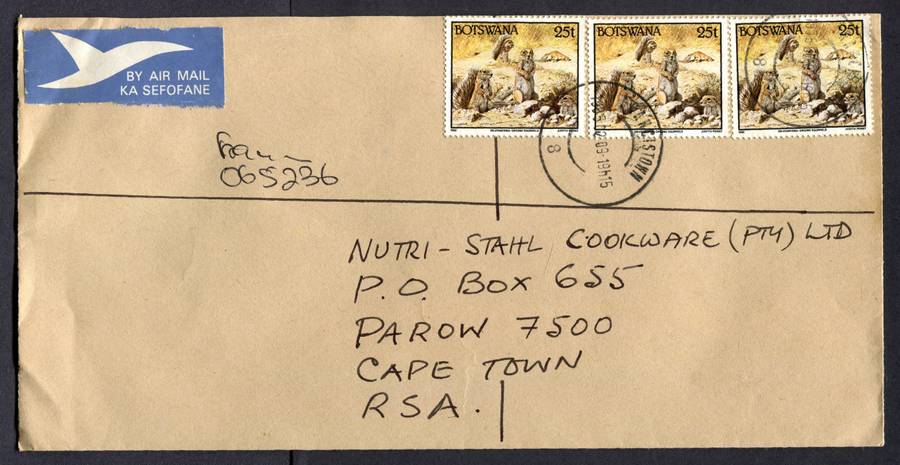 BY AIR MAIL
KA SEFOFANE
BOTSWANA 25t
BOTSWANA 25t
BOTSWANA 25t
065236
NUTRI-STAHL COOKWARE (PTY) LTD
P.O. BOX 655
PAROW 7500
CAPE TOWN
RSA.